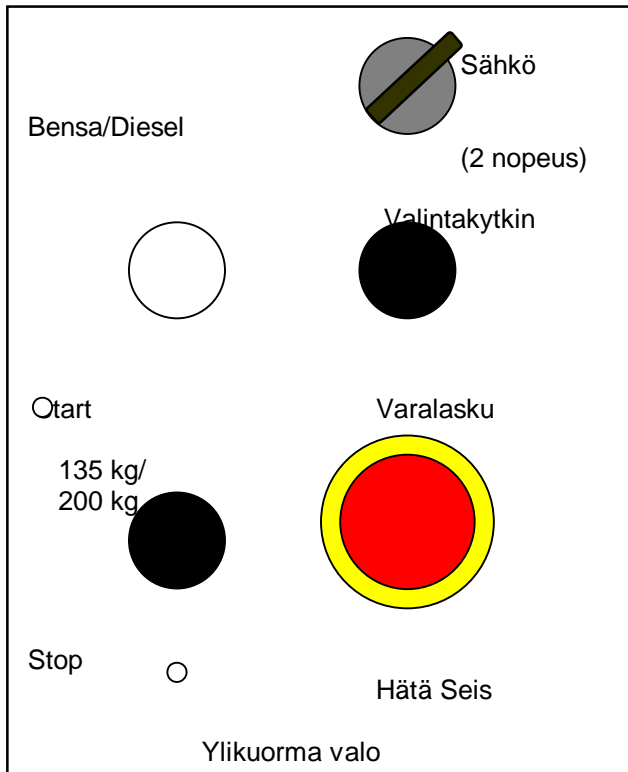 Sähkö
Bensa/Diesel
(2 nopeus)
Valintakytkin
Start
Varalasku
135 kg/
200 kg
Stop
Hätä Seis
Ylikuorma valo